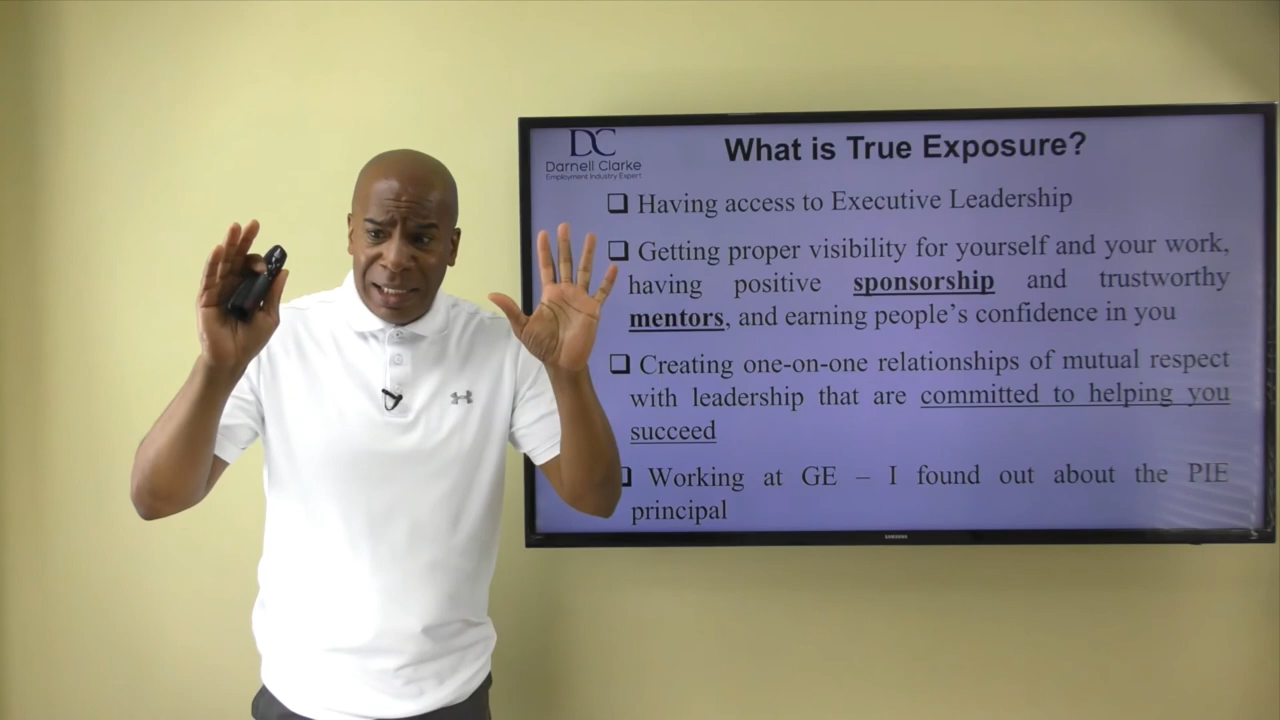 DC
Darnell Clarke
Employment Industry Expert
What is True Exposure?
Having access to Executive Leadership
Getting proper visibility for yourself and your work,
having positive sponsorship and trustworthy
mentors, and earning people's confidence in you
Creating one-on-one relationships of mutual respect
with leadership that are committed to helping you
succeed
Working at GE – I found out about the PIE
principal
SAMSUNG